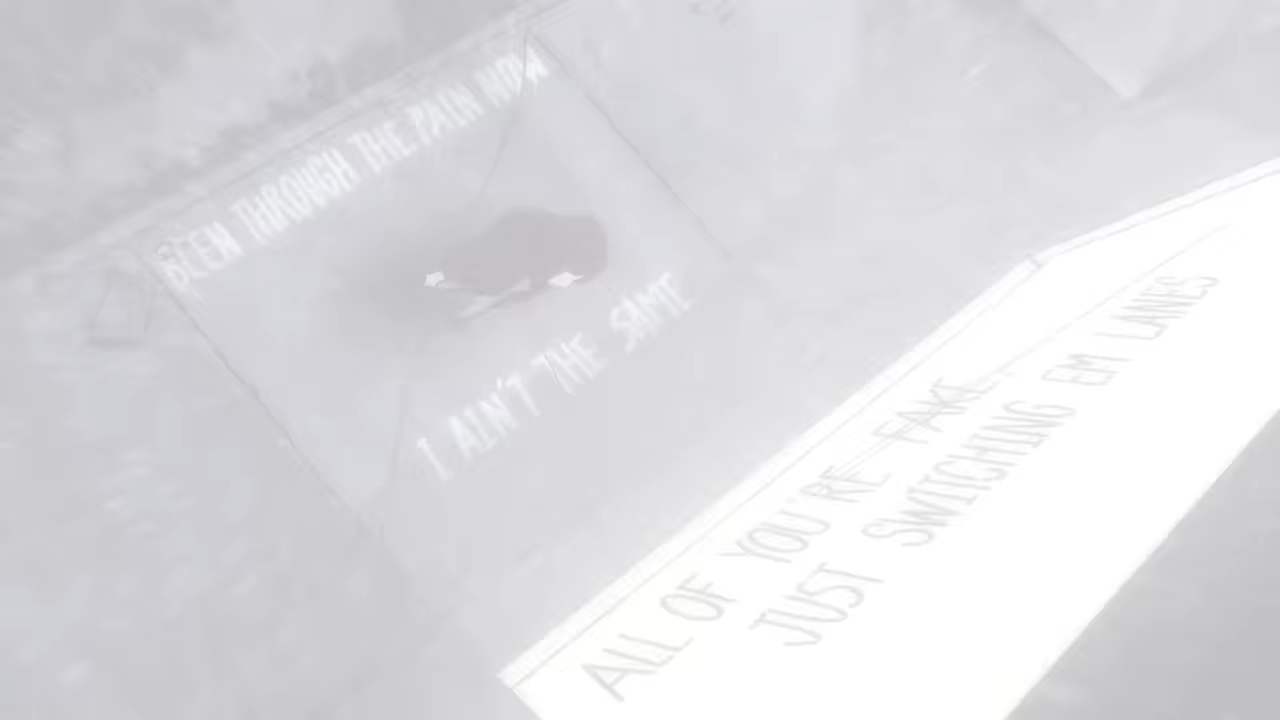 BEEN THROUGH THE PAIN NOW
I AIN'T THE SAME
ALL OF YOU'RE FAKE
JUST SWITCHING EM LANES